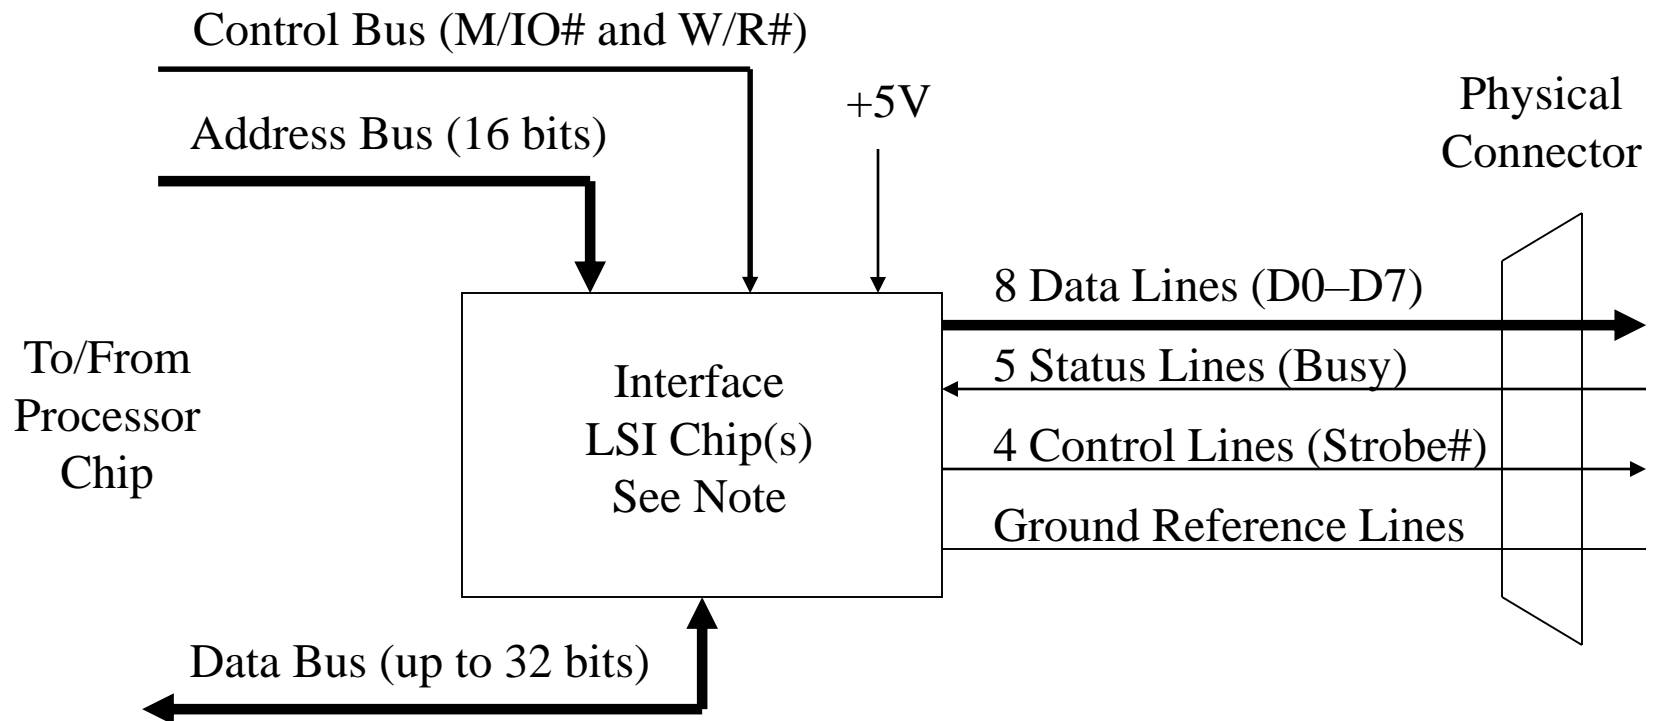 Control Bus (M/IO# and W/R#)
Address Bus (16 bits)
+5V
Physical
Connector
8 Data Lines (D0–D7)
5 Status Lines (Busy)
4 Control Lines (Strobe#)
Ground Reference Lines
To/From
Processor
Chip
Interface
LSI Chip(s)
See Note
Data Bus (up to 32 bits)